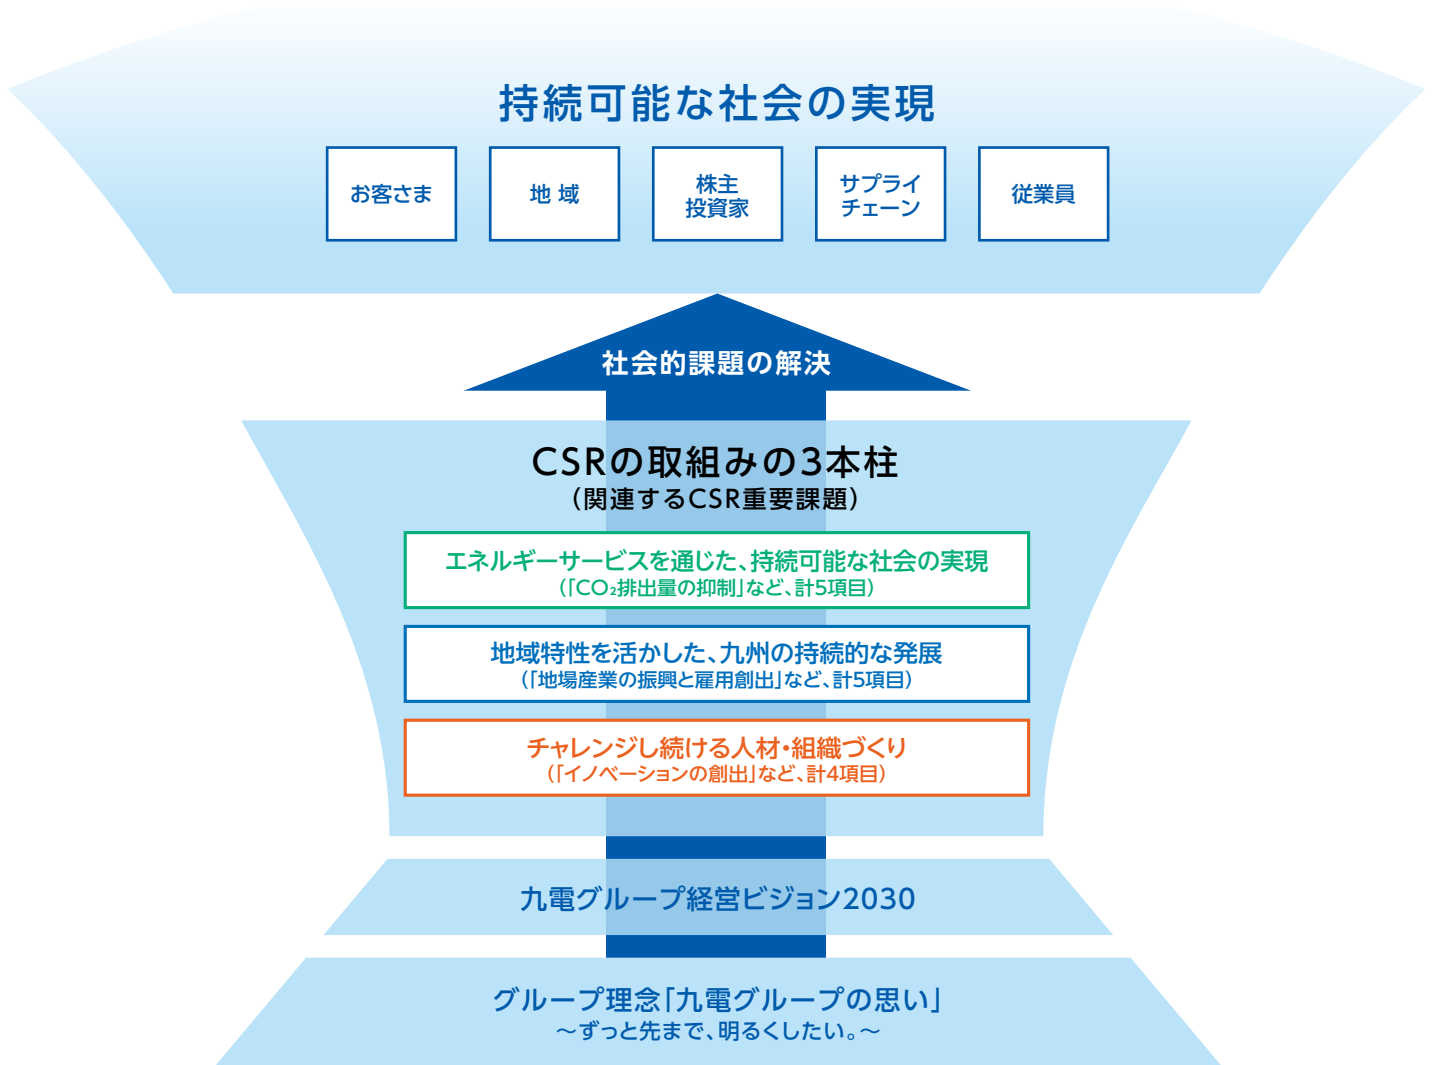 持続可能な社会の実現
お客さま
地 域
株主
投資家
サプライ
チェーン
従業員
社会的課題の解決
CSRの取組みの3本柱
（関連するCSR重要課題）
エネルギーサービスを通じた、持続可能な社会の実現
（「CO₂排出量の抑制」など、計5項目）
地域特性を活かした、九州の持続的な発展
（「地場産業の振興と雇用創出」など、計5項目）
チャレンジし続ける人材・組織づくり
（「イノベーションの創出」など、計4項目）
九電グループ経営ビジョン2030
グループ理念「九電グループの思い」
～ずっと先まで、明るくしたい。～